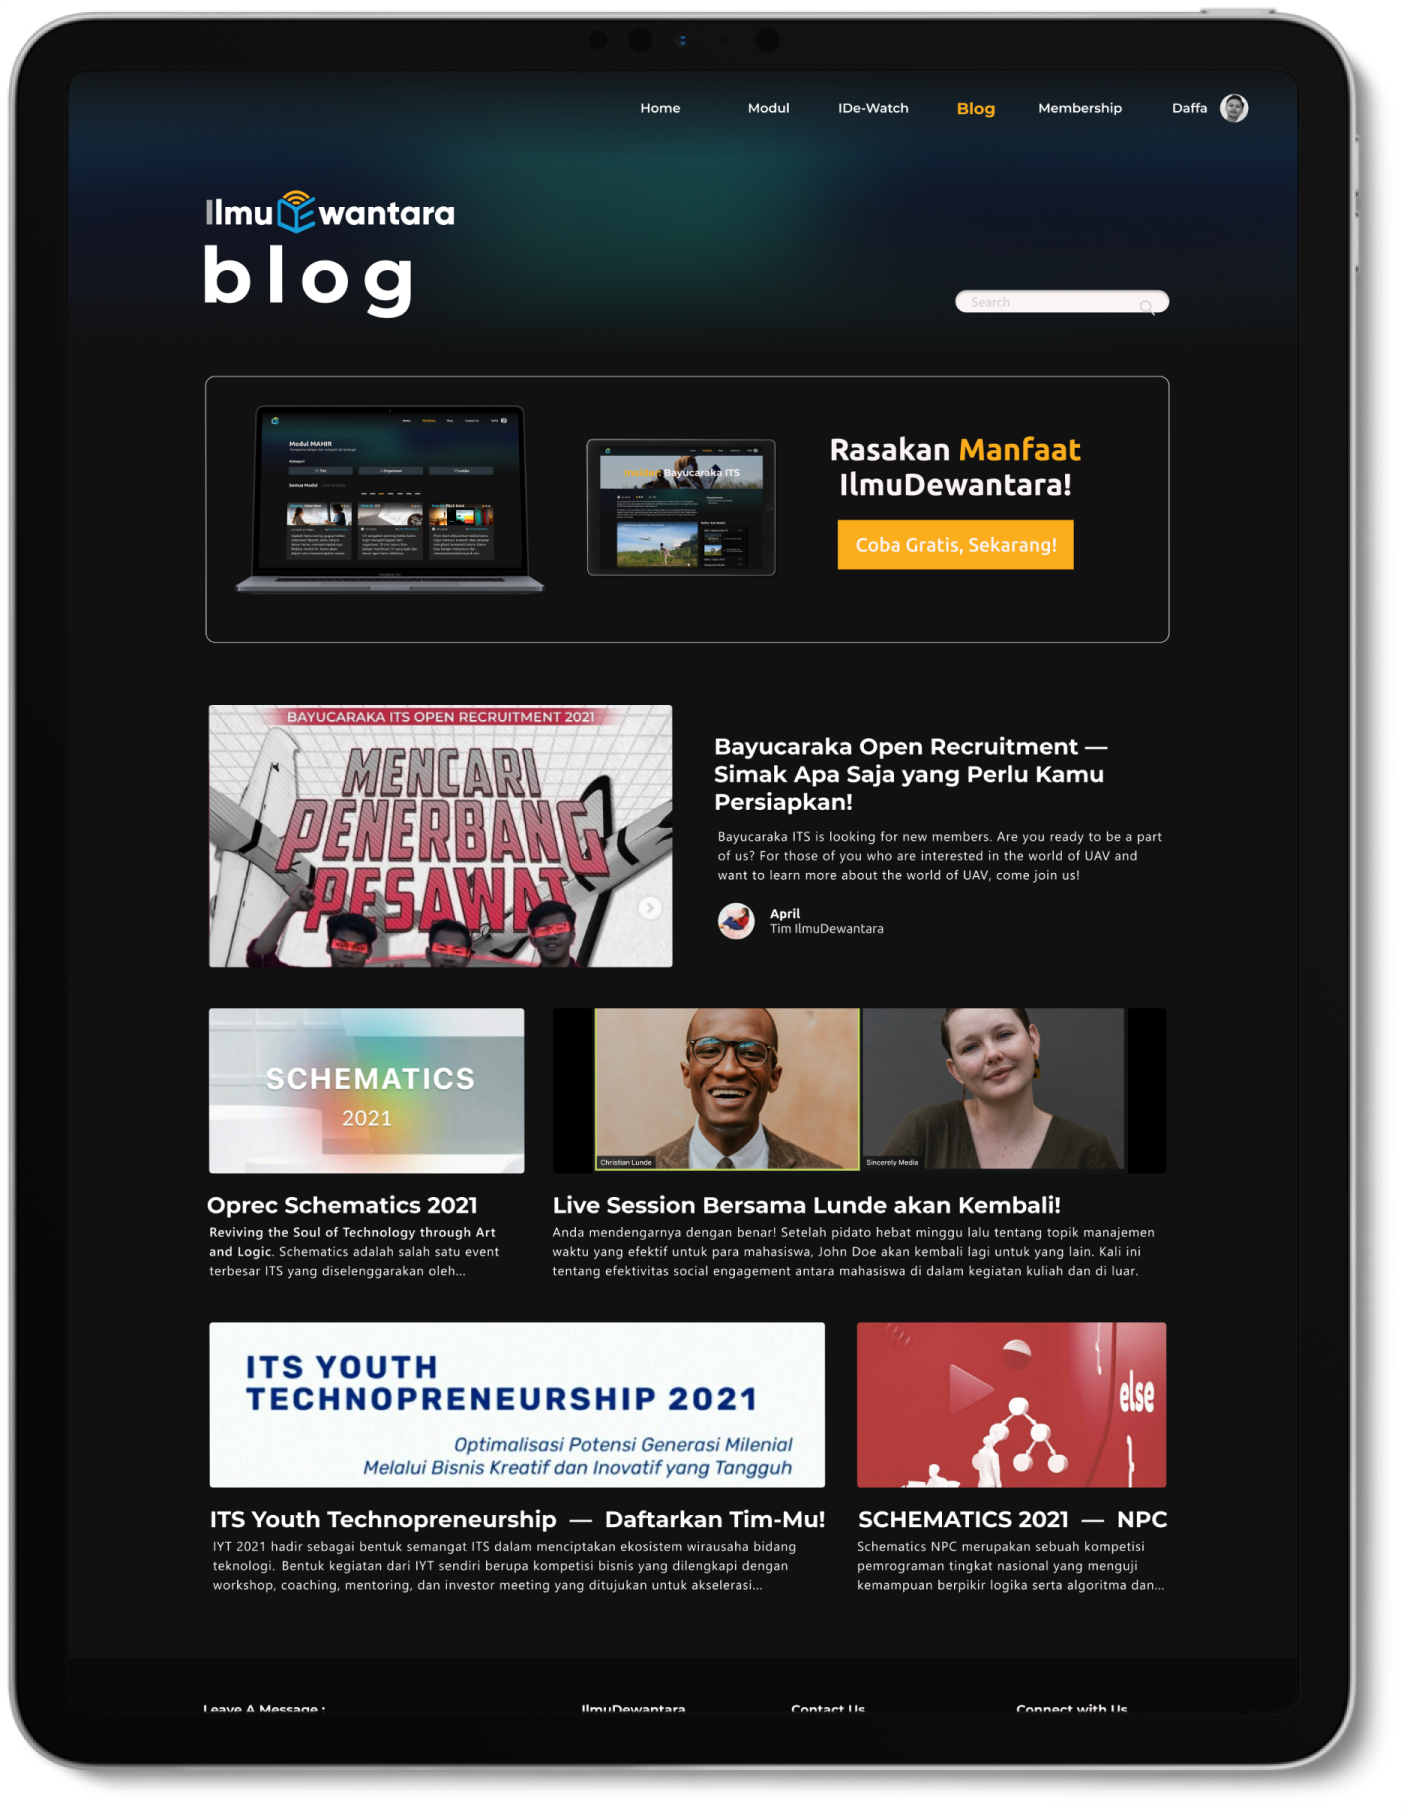 Home Modul IDe-Watch Blog Membership Daffa
IlmuDewantara
blog
Search
Modul MAHIR
Bayucaraka ITS
Rasakan Manfaat
IlmuDewantara!
Coba Gratis, Sekarang!
BAYUCARAKA ITS OPEN RECRUITMENT 2021
MENCARI
PENERBANG
PESAWAT
Bayucaraka Open Recruitment —
Simak Apa Saja yang Perlu Kamu
Persiapkan!
Bayucaraka ITS is looking for new members. Are you ready to be a part
of us? For those of you who are interested in the world of UAV and
want to learn more about the world of UAV, come join us!
April
Tim IlmuDewantara
SCHEMATICS
2021
Christian Lunde
Sincerely Media
Oprec Schematics 2021
Reviving the Soul of Technology through Art
and Logic. Schematics adalah salah satu event
terbesar ITS yang diselenggarakan oleh...
Live Session Bersama Lunde akan Kembali!
Anda mendengarnya dengan benar! Setelah pidato hebat minggu lalu tentang topik manajemen
waktu yang efektif untuk para mahasiswa, John Doe akan kembali lagi untuk yang lain. Kali ini
tentang efektivitas social engagement antara mahasiswa di dalam kegiatan kuliah dan di luar.
ITS YOUTH
TECHNOPRENEURSHIP 2021
Optimalisasi Potensi Generasi Milenial
Melalui Bisnis Kreatif dan Inovatif yang Tangguh
else
ITS Youth Technopreneurship — Daftarkan Tim-Mu!
IYT 2021 hadir sebagai bentuk semangat ITS dalam menciptakan ekosistem wirausaha bidang
teknologi. Bentuk kegiatan dari IYT sendiri berupa kompetisi bisnis yang dilengkapi dengan
workshop, coaching, mentoring, dan investor meeting yang ditujukan untuk akselerasi...
SCHEMATICS 2021 — NPC
Schematics NPC merupakan sebuah kompetisi
pemrograman tingkat nasional yang menguji
kemampuan berpikir logika serta algoritma dan...
Leave A Message :
IlmuDewantara
Contact Us
Connect with Us